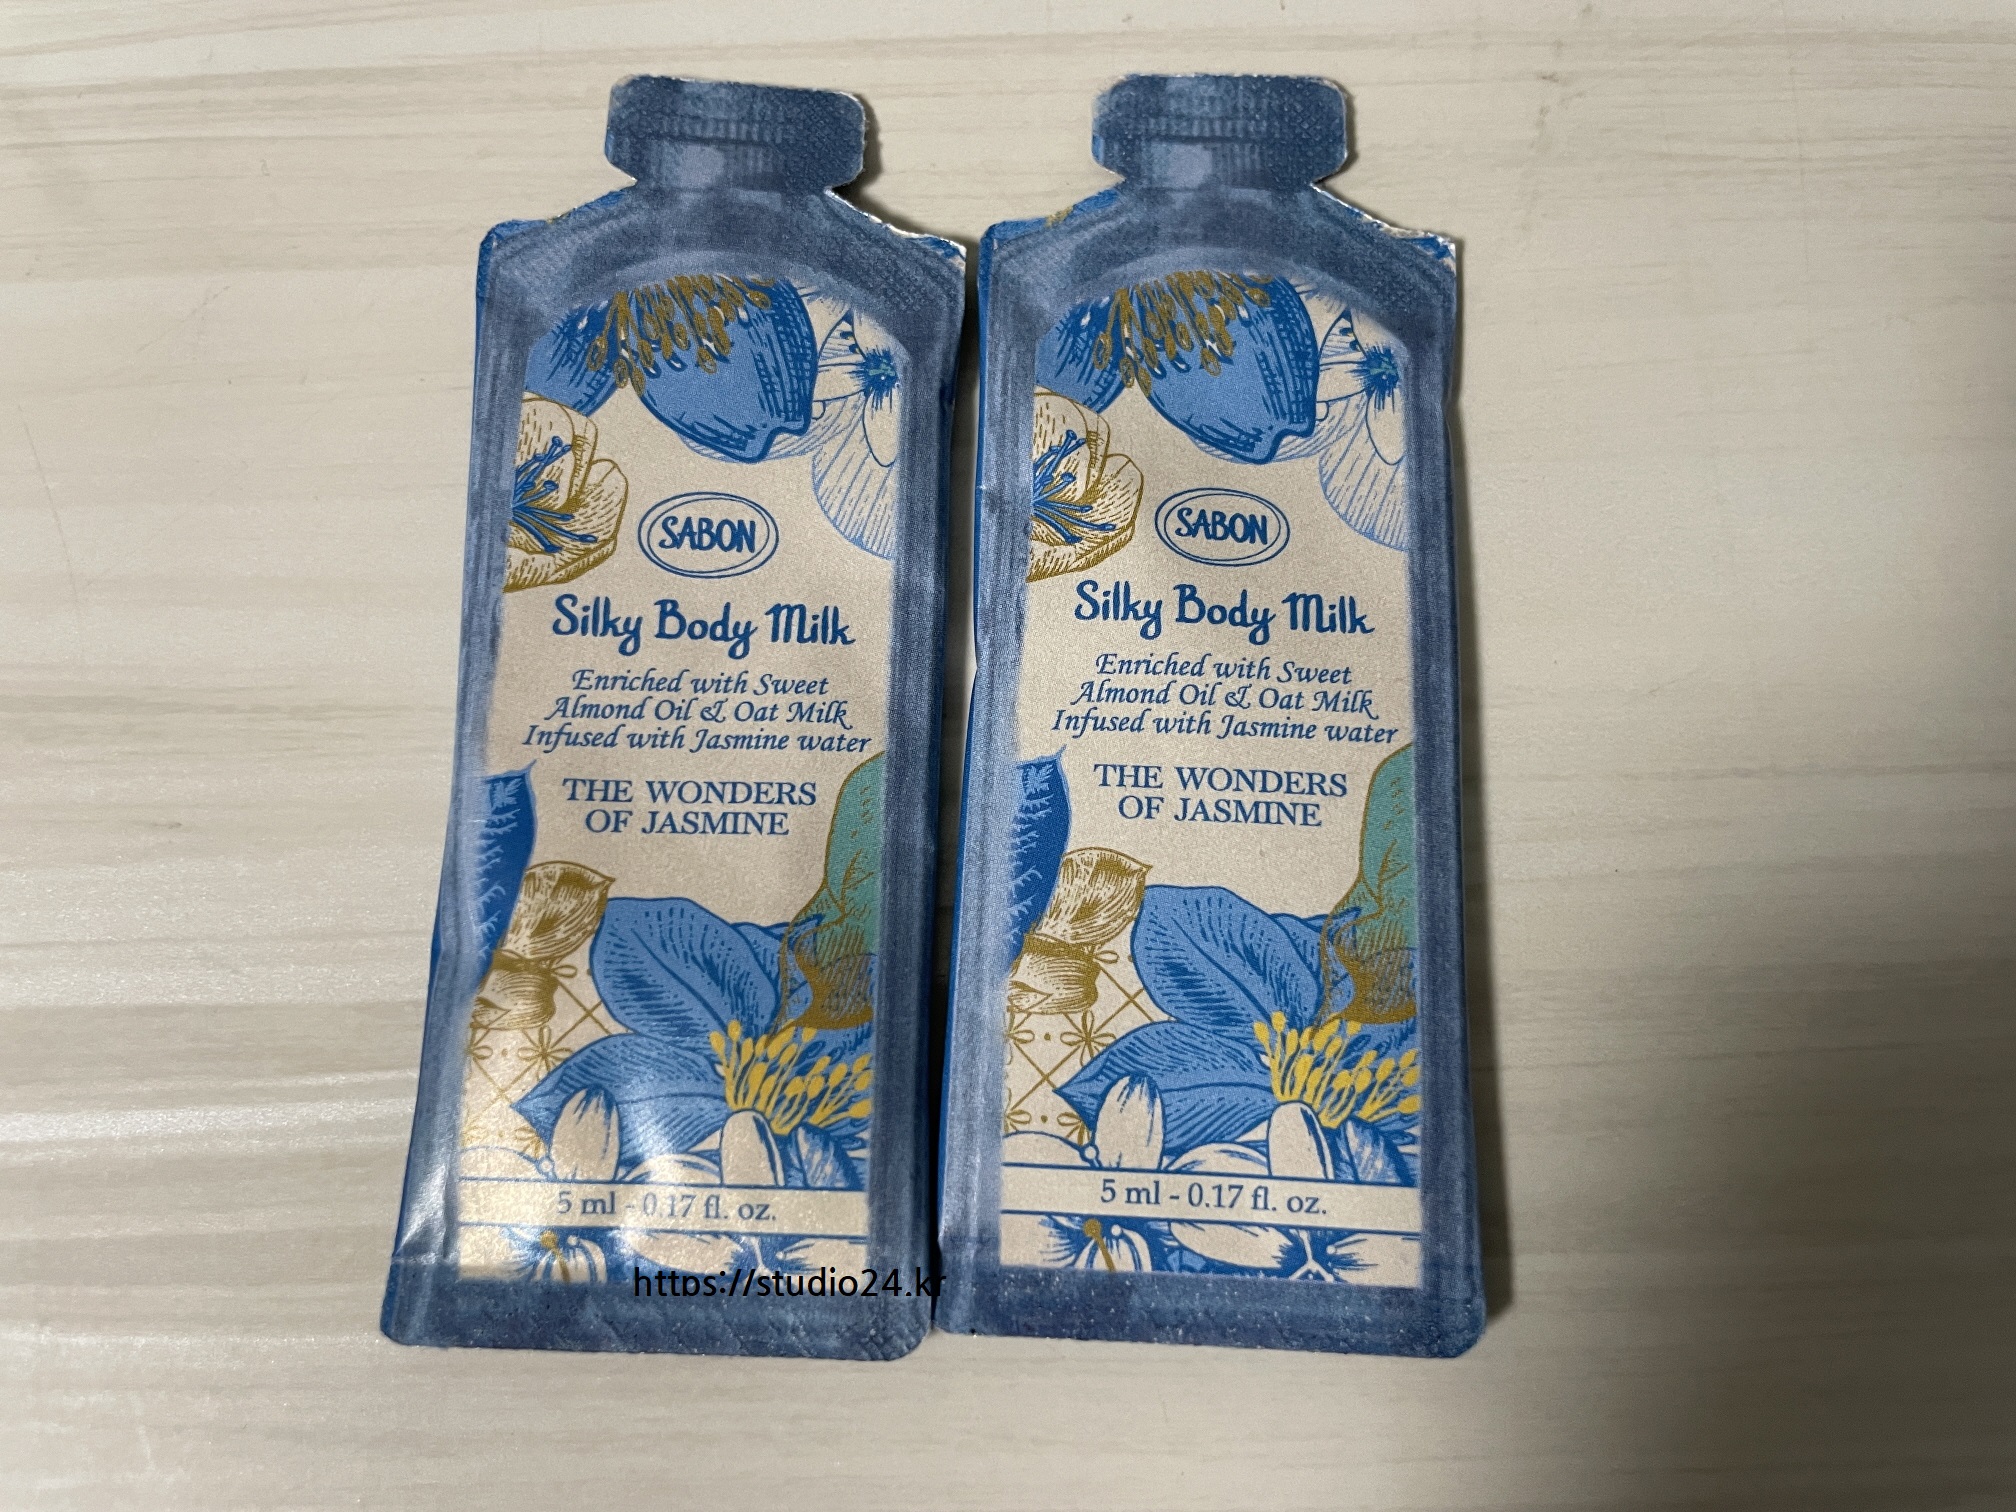 SABON
Silky Body Milk
Enriched with Sweet
Almond Oil & Oat Milk
Infused with Jasmine water
THE WONDERS
OF JASMINE
5 ml - 0.17 fl. oz.
SABON
Silky Body Milk
Enriched with Sweet
Almond Oil & Oat Milk
Infused with Jasmine water
THE WONDERS
OF JASMINE
5 ml - 0.17 fl. oz.
https://studio24.kr